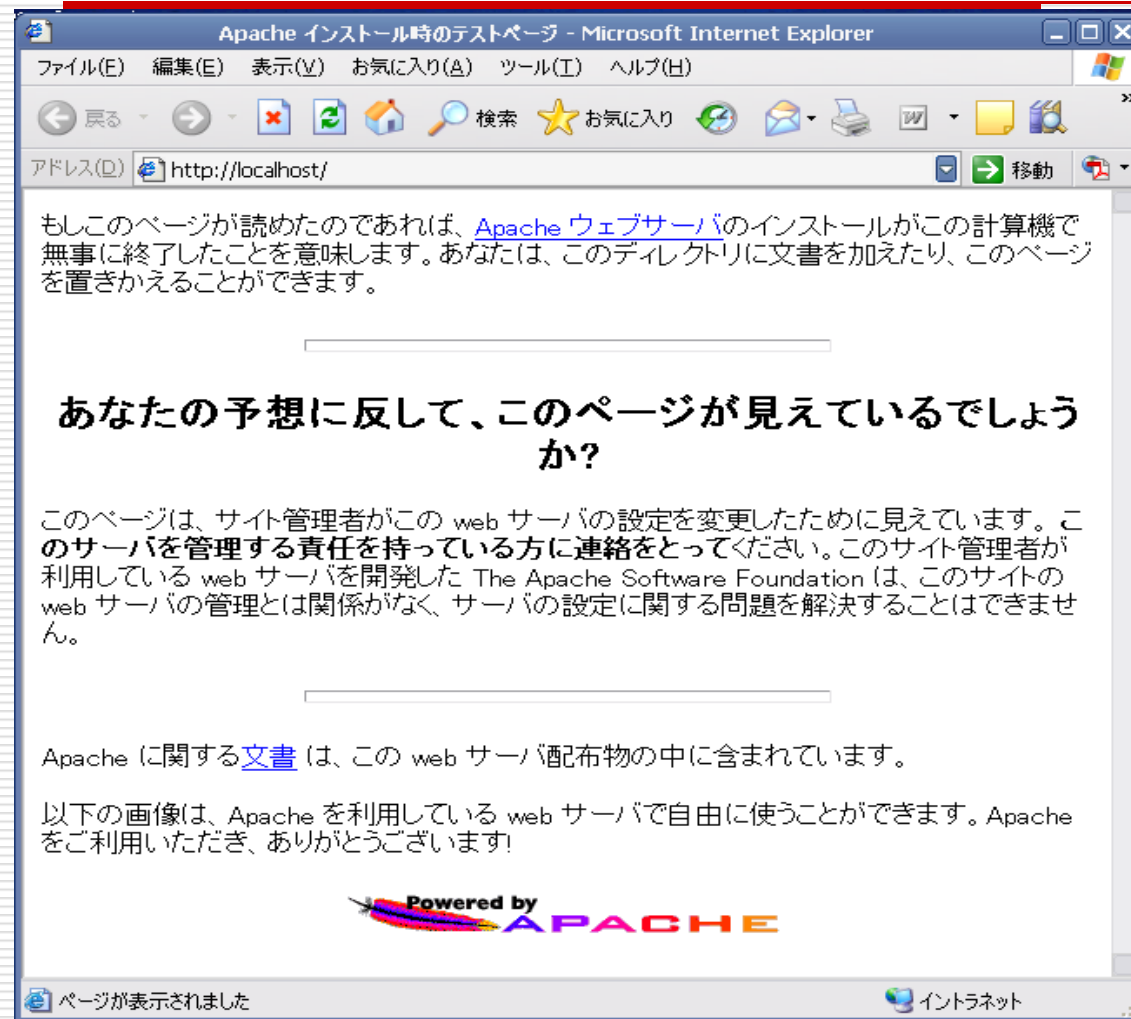 Apache インストール時のテストページ - Microsoft Internet Explorer
ファイル(F) 編集(E) 表示(V) お気に入り(A) ツール(T) ヘルプ(H)
戻る 検索 お気に入り
アドレス(D) http://localhost/ 移動
もしこのページが読めたのであれば、Apache ウェブサーバのインストールがこの計算機で
無事に終了したことを意味します。あなたは、このディレクトリに文書を加えたり、このページ
を置きかえることができます。
あなたの予想に反して、このページが見えているでしょう
か?
このページは、サイト管理者がこの web サーバの設定を変更したために見えています。こ
のサーバを管理する責任を持っている方に連絡をとってください。このサイト管理者が
利用している web サーバを開発した The Apache Software Foundation は、このサイトの
web サーバの管理とは関係がなく、サーバの設定に関する問題を解決することはできませ
ん。
Apache に関する文書 は、この web サーバ配布物の中に含まれています。
以下の画像は、Apache を利用している web サーバで自由に使うことができます。Apache
をご利用いただき、ありがとうございます!
Powered by
APACHE
ページが表示されました イントラネット